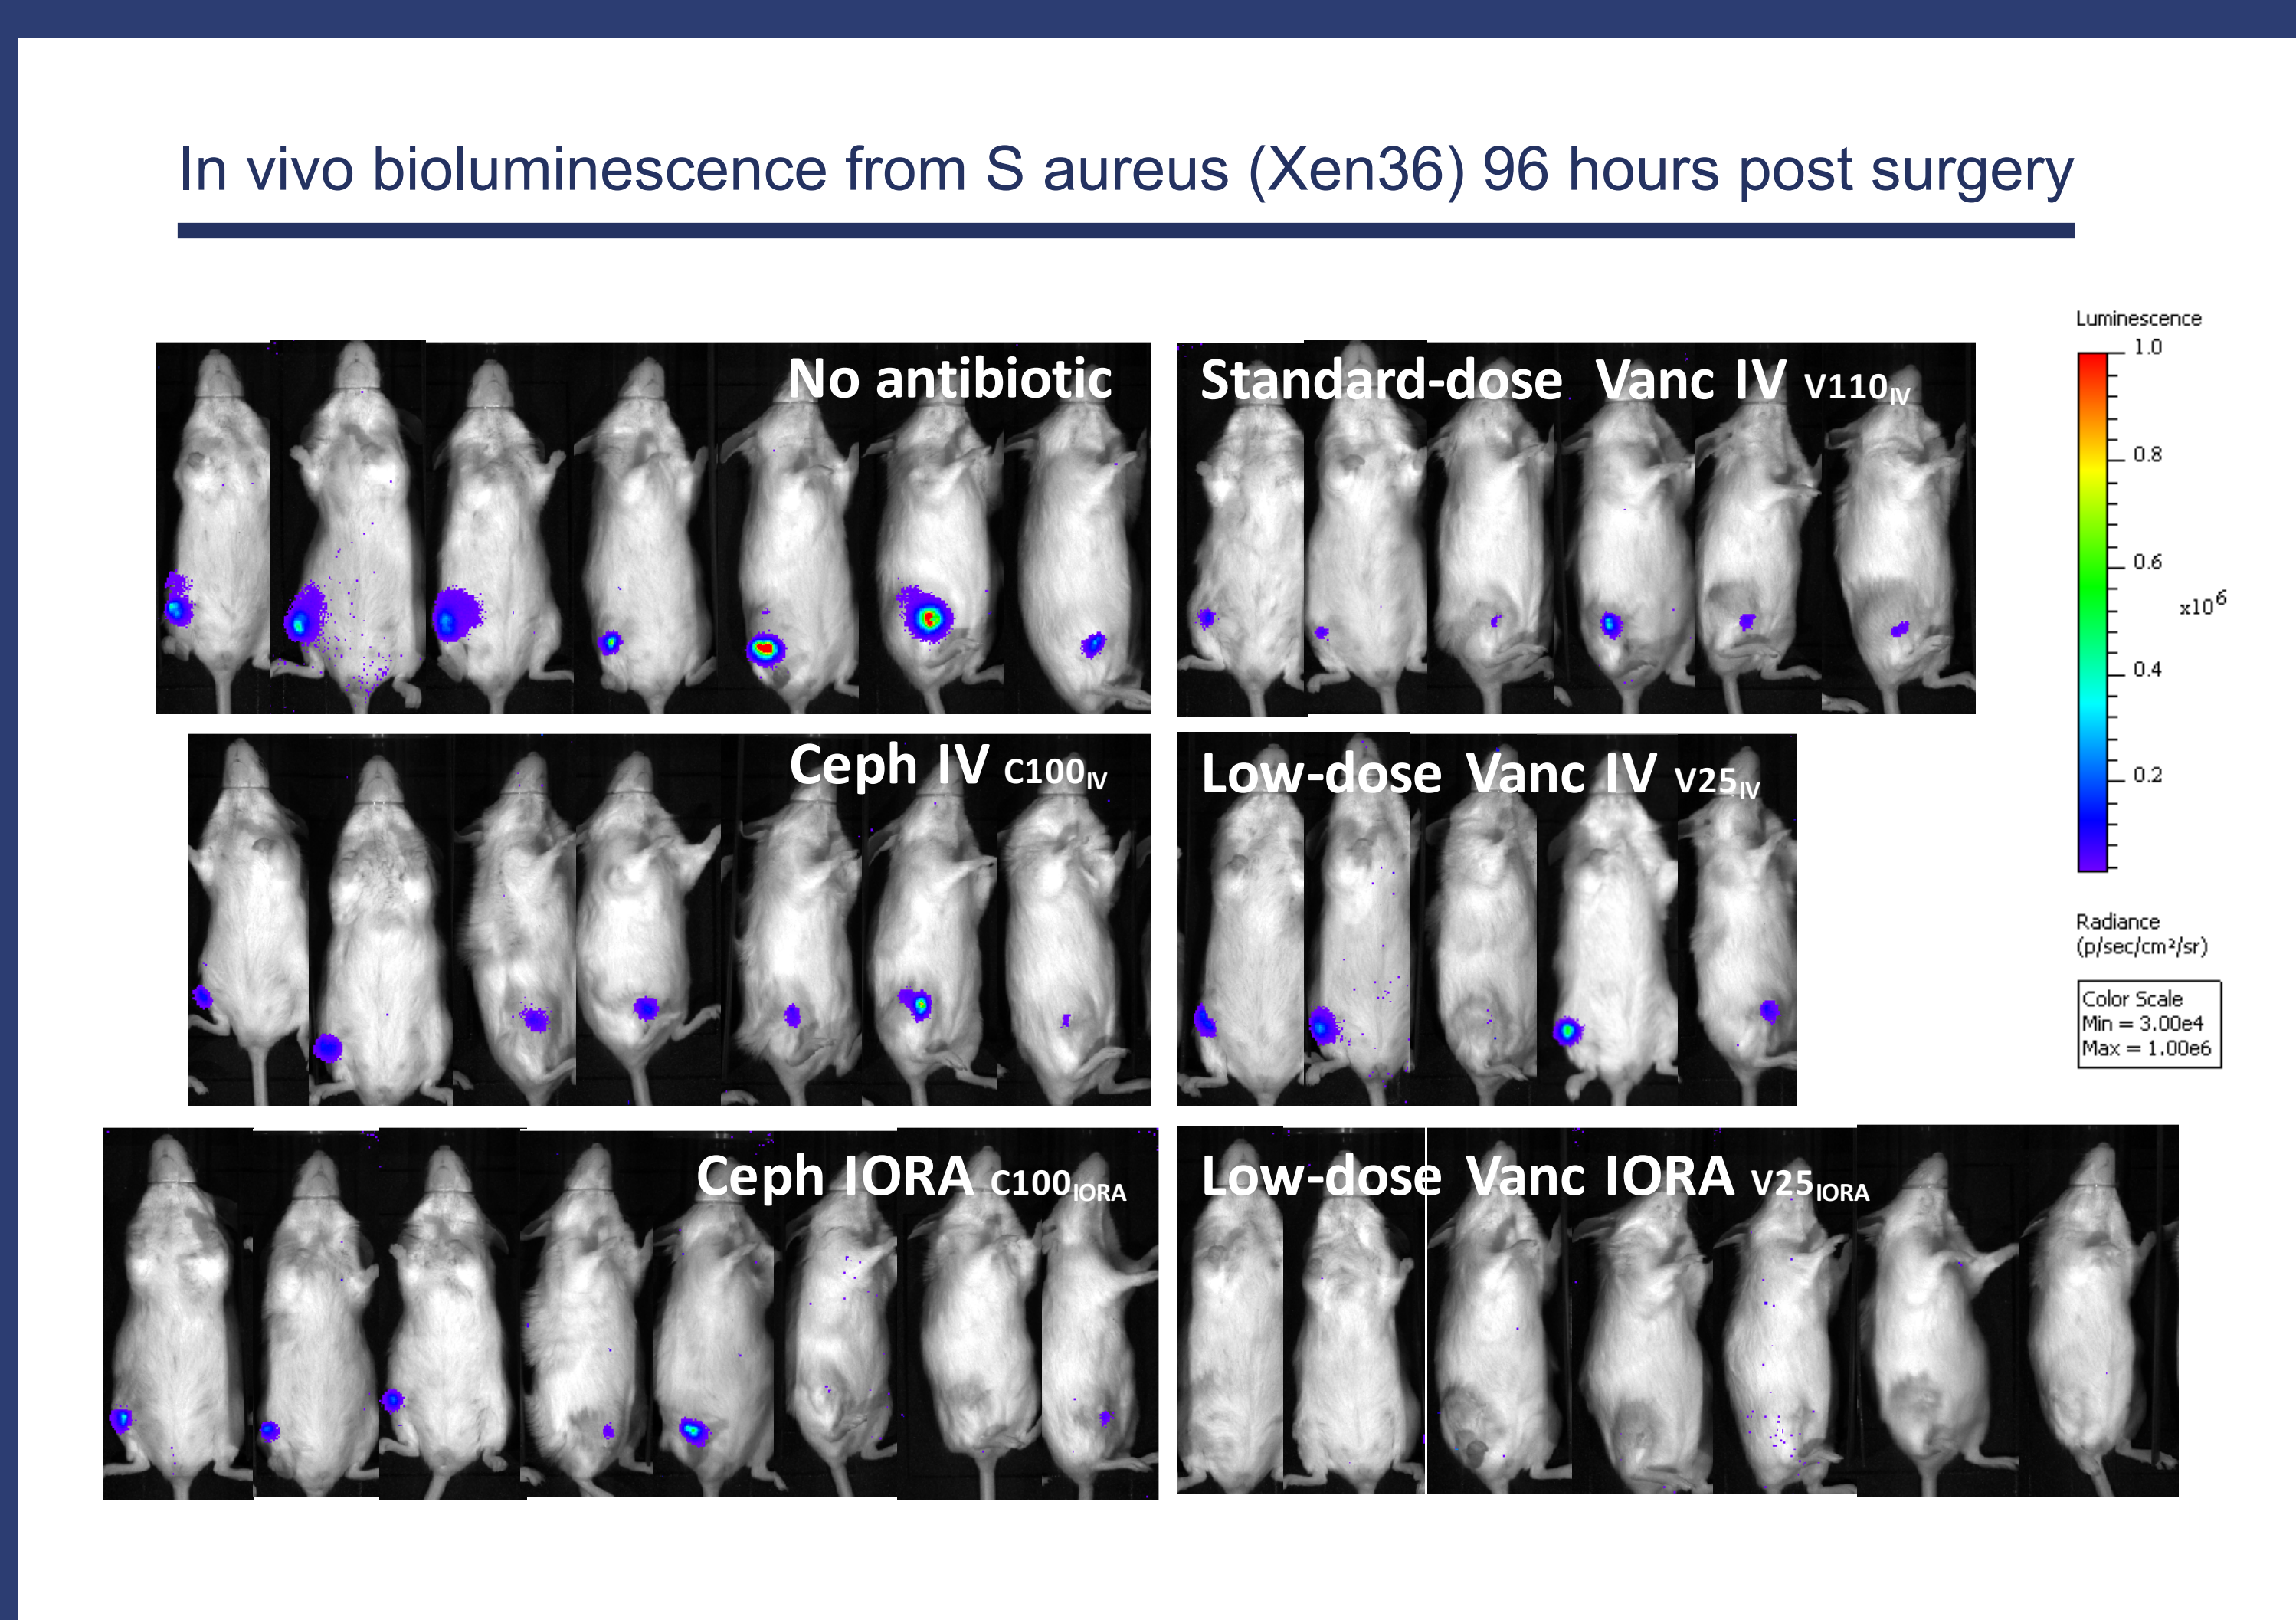 In vivo bioluminescence from S aureus (Xen36) 96 hours post surgery
No antibiotic
Standard-dose Vanc IV V110IV
Ceph IV C100IV
Low-dose Vanc IV V25IV
Ceph IORA C100IORA
Low-dose Vanc IORA V25IORA
Luminescence
1.0
0.8
0.6
x10^6
0.4
0.2
Radiance
(p/sec/cm²/sr)
Color Scale
Min = 3.00e4
Max = 1.00e6